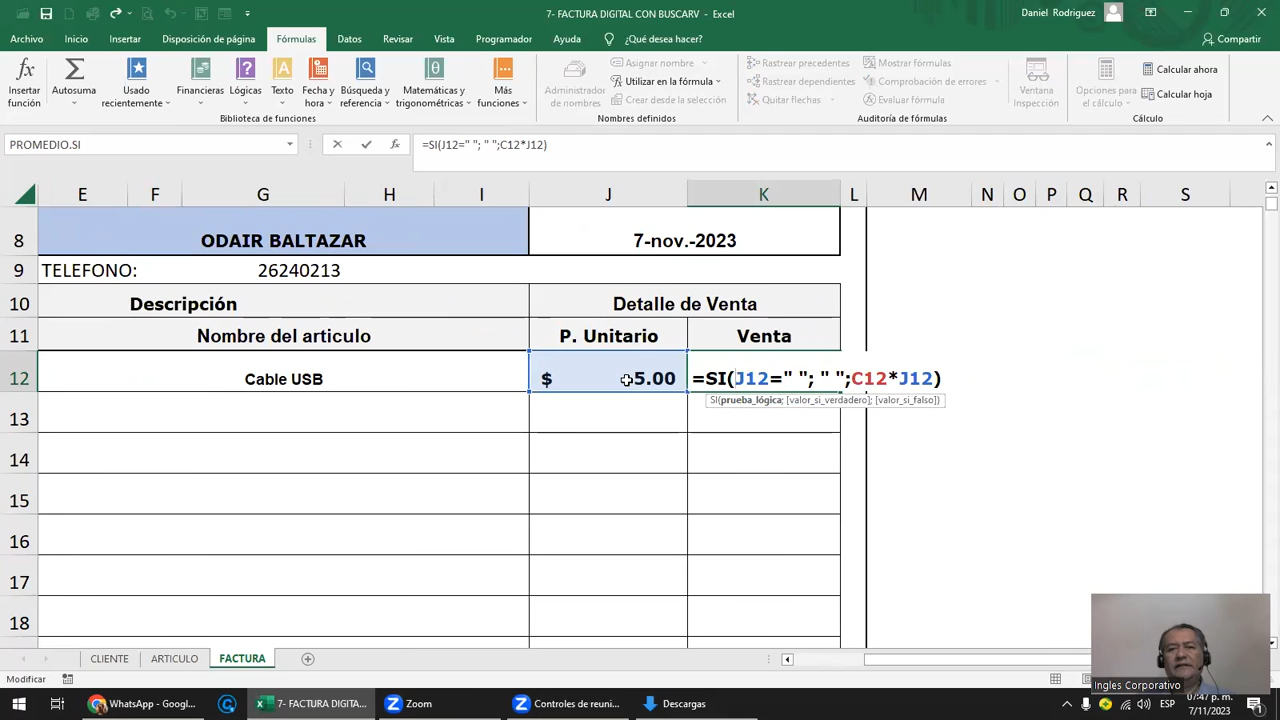 7- FACTURA DIGITAL CON BUSCARV - Excel
Daniel Rodriguez
Archivo Inicio Insertar Disposición de página Fórmulas Datos Revisar Vista Programador Ayuda ¿Qué desea hacer? Compartir
fx Insertar función
Σ Autosuma
Utilizadas recientemente
Financieras
Lógicas
Texto
Fecha y hora
Búsqueda y referencia
Matemáticas y trigonométricas
Más funciones
Biblioteca de funciones
Administrador de nombres
Asignar nombre
Utilizar en la fórmula
Crear desde la selección
Nombres definidos
Rastrear precedentes
Rastrear dependientes
Quitar flechas
Mostrar fórmulas
Comprobación de errores
Evaluar fórmula
Auditoría de fórmulas
Ventana Inspección
Opciones para el cálculo
Calcular ahora
Calcular hoja
Cálculo
PROMEDIO.SI fx =SI(J12=" "; " ";C12*J12)
E F G H I J K L M N O P Q R S
8 ODAIR BALTAZAR 7-nov.-2023
9 TELEFONO: 26240213
10 Descripción Detalle de Venta
11 Nombre del articulo P. Unitario Venta
12 Cable USB $ 5.00 =SI(J12=" "; " ";C12*J12)
SI(prueba_lógica; [valor_si_verdadero]; [valor_si_falso])
13
14
15
16
17
18
CLIENTE ARTICULO FACTURA
Modificar
Ingles Corporativo
WhatsApp - Googl...
7- FACTURA DIGITA...
Zoom
Controles de reuni...
Descargas
ESP
07:47 p. m.
7/11/2023
1